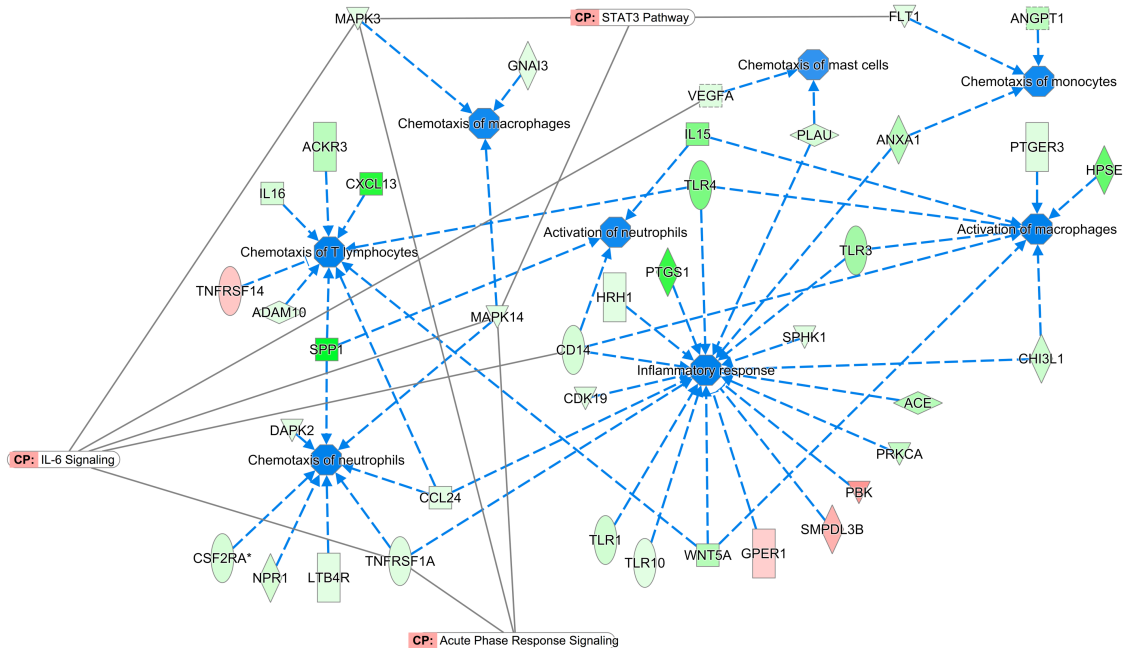 MAPK3
CP: STAT3 Pathway
FLT1
ANGPT1
GNAI3
Chemotaxis of mast cells
Chemotaxis of monocytes
VEGFA
Chemotaxis of macrophages
IL15
PLAU
ANXA1
ACKR3
PTGER3
HPSE
CXCL13
TLR4
IL16
Activation of neutrophils
Activation of macrophages
Chemotaxis of T lymphocytes
TLR3
PTGS1
TNFRSF14
HRH1
ADAM10
MAPK14
SPHK1
SPP1
CD14
CHI3L1
Inflammatory response
CDK19
ACE
DAPK2
CP: IL-6 Signaling
Chemotaxis of neutrophils
PRKCA
CCL24
PBK
SMPDL3B
CSF2RA*
TNFRSF1A
TLR1
WNT5A
GPER1
TLR10
NPR1
LTB4R
CP: Acute Phase Response Signaling